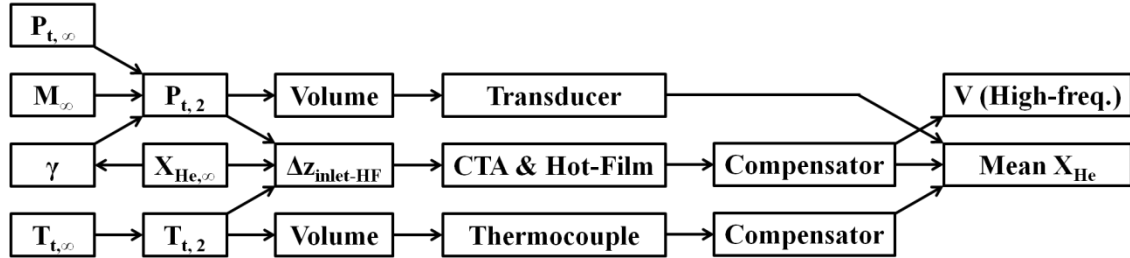 P_{t, ∞}
M_∞ P_{t, 2} Volume Transducer V (High-freq.)
γ X_{He,∞} Δz_{inlet-HF} CTA & Hot-Film Compensator Mean X_{He}
T_{t,∞} T_{t, 2} Volume Thermocouple Compensator